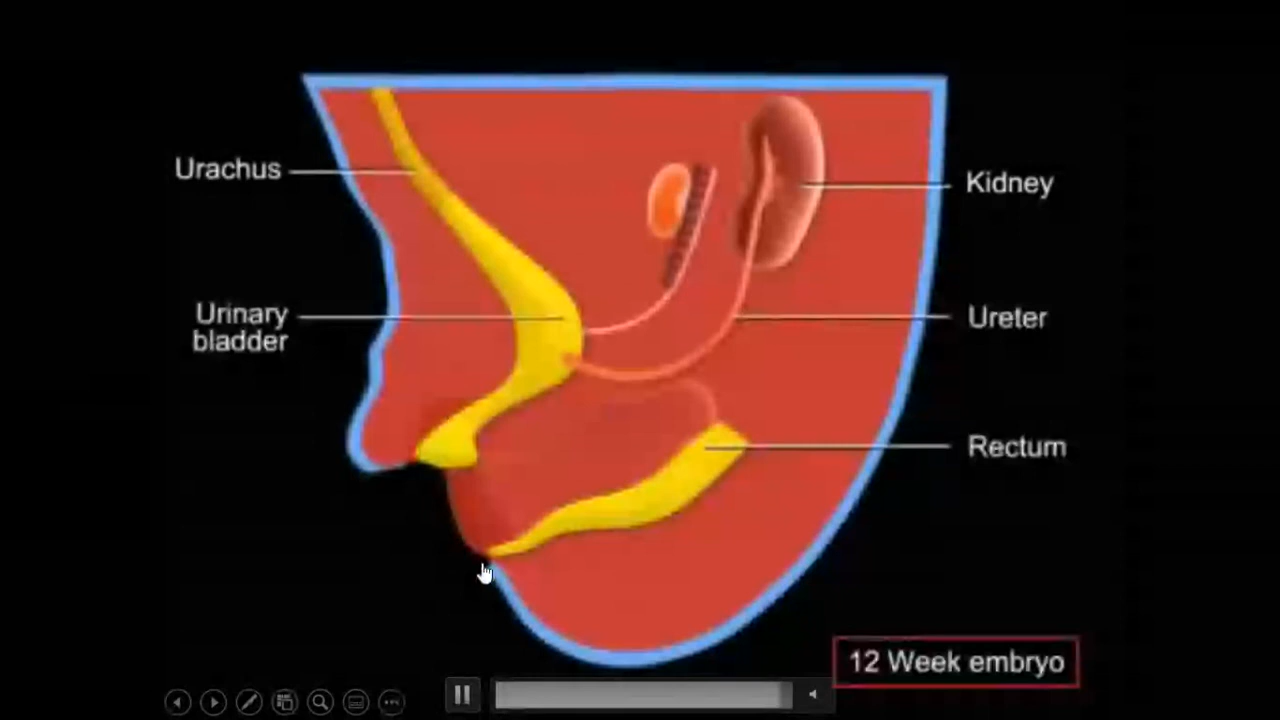 Urachus
Kidney
Urinary
bladder
Ureter
Rectum
12 Week embryo